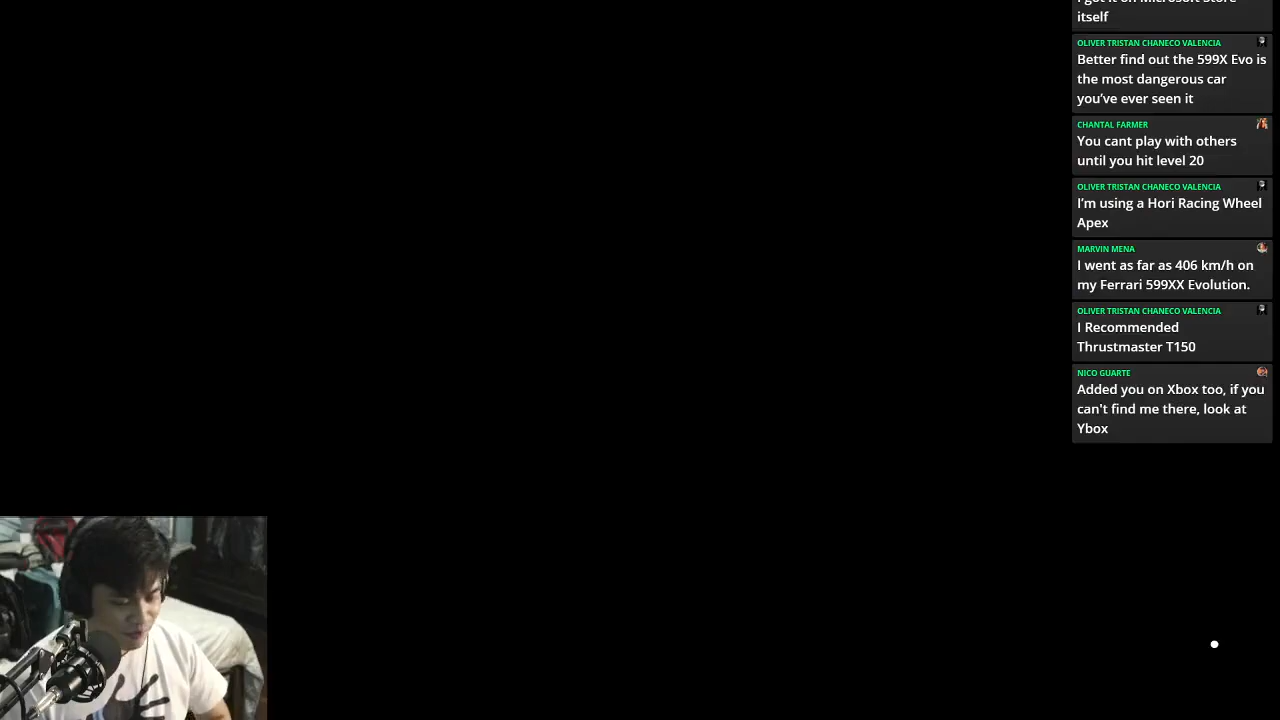 itself
OLIVER TRISTAN CHANECO VALENCIA
Better find out the 599X Evo is
the most dangerous car
you've ever seen it
CHANTAL FARMER
You cant play with others
until you hit level 20
OLIVER TRISTAN CHANECO VALENCIA
I'm using a Hori Racing Wheel
Apex
MARVIN MENA
I went as far as 406 km/h on
my Ferrari 599XX Evolution.
OLIVER TRISTAN CHANECO VALENCIA
I Recommended
Thrustmaster T150
NICO GUARTE
Added you on Xbox too, if you
can't find me there, look at
Ybox